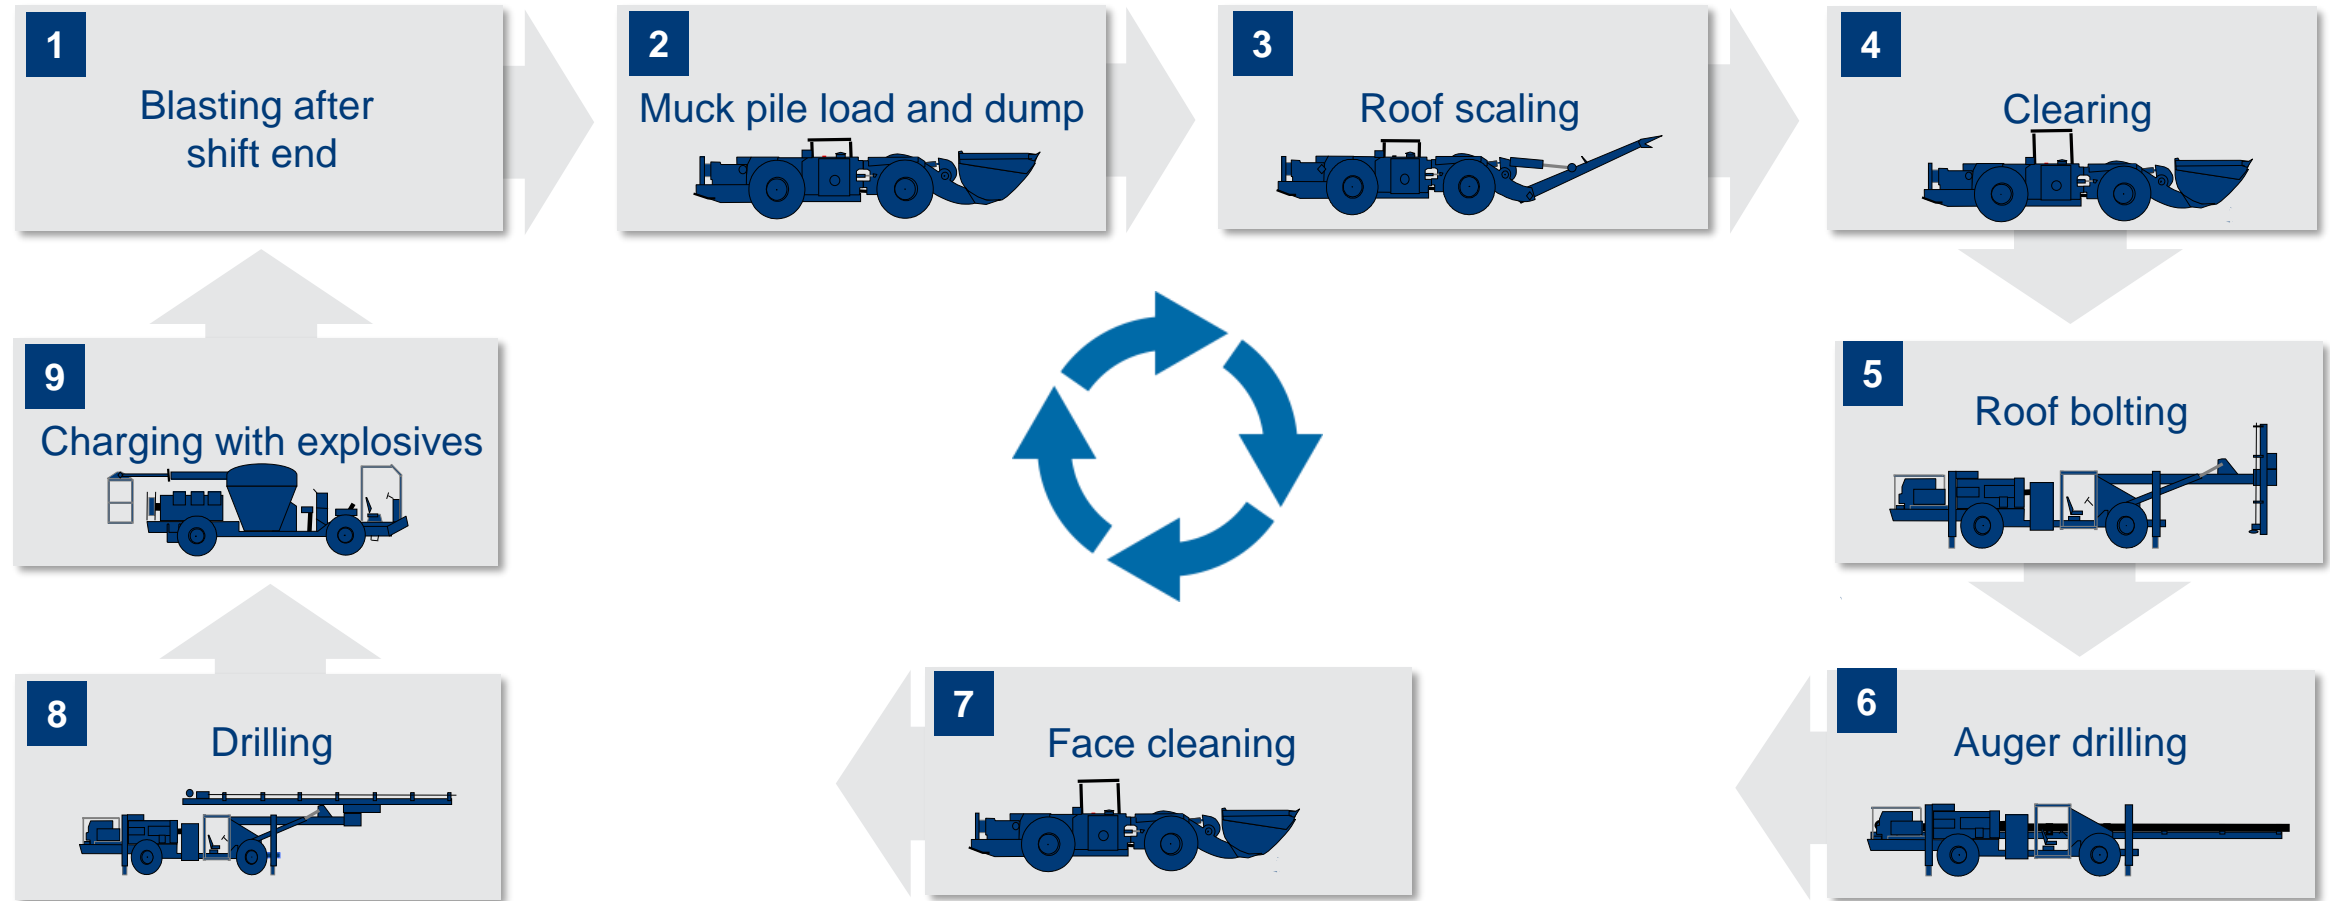 1
Blasting after
shift end
2
Muck pile load and dump
3
Roof scaling
4
Clearing
5
Roof bolting
6
Auger drilling
7
Face cleaning
8
Drilling
9
Charging with explosives